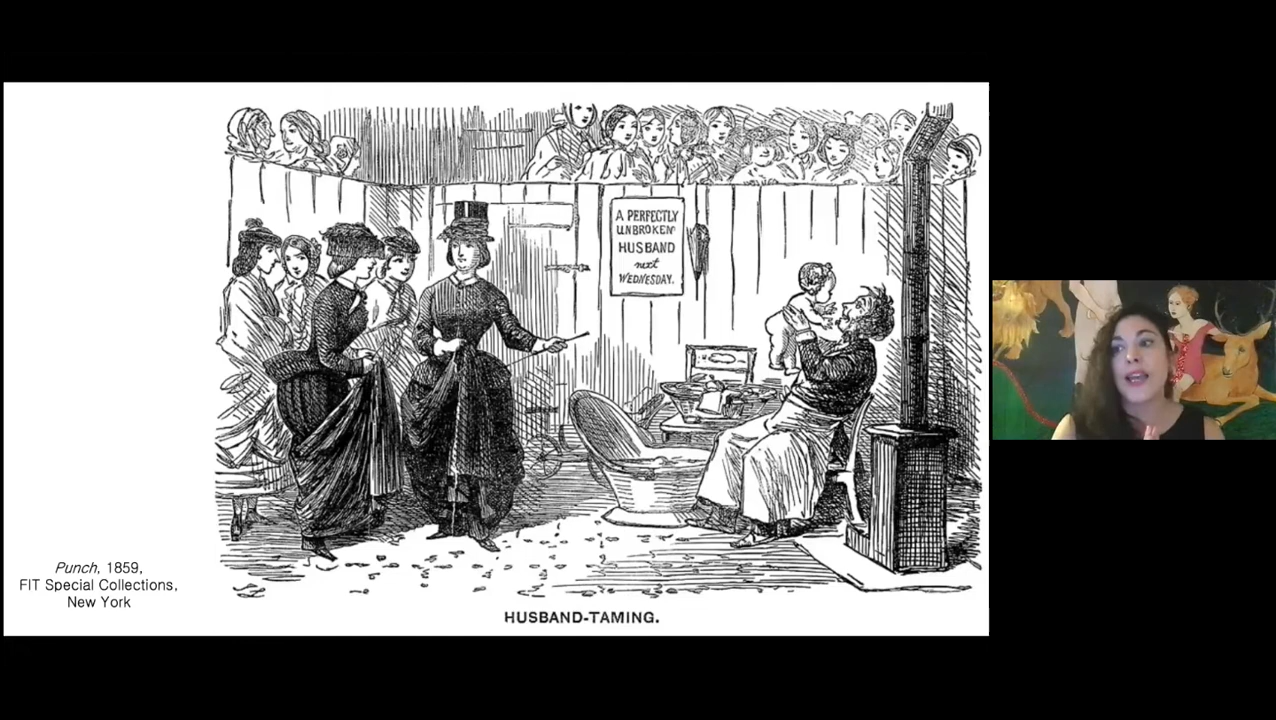 A PERFECTLY
UNBROKEN
HUSBAND
next
WEDNESDAY.
Punch, 1859,
FIT Special Collections,
New York
HUSBAND-TAMING.